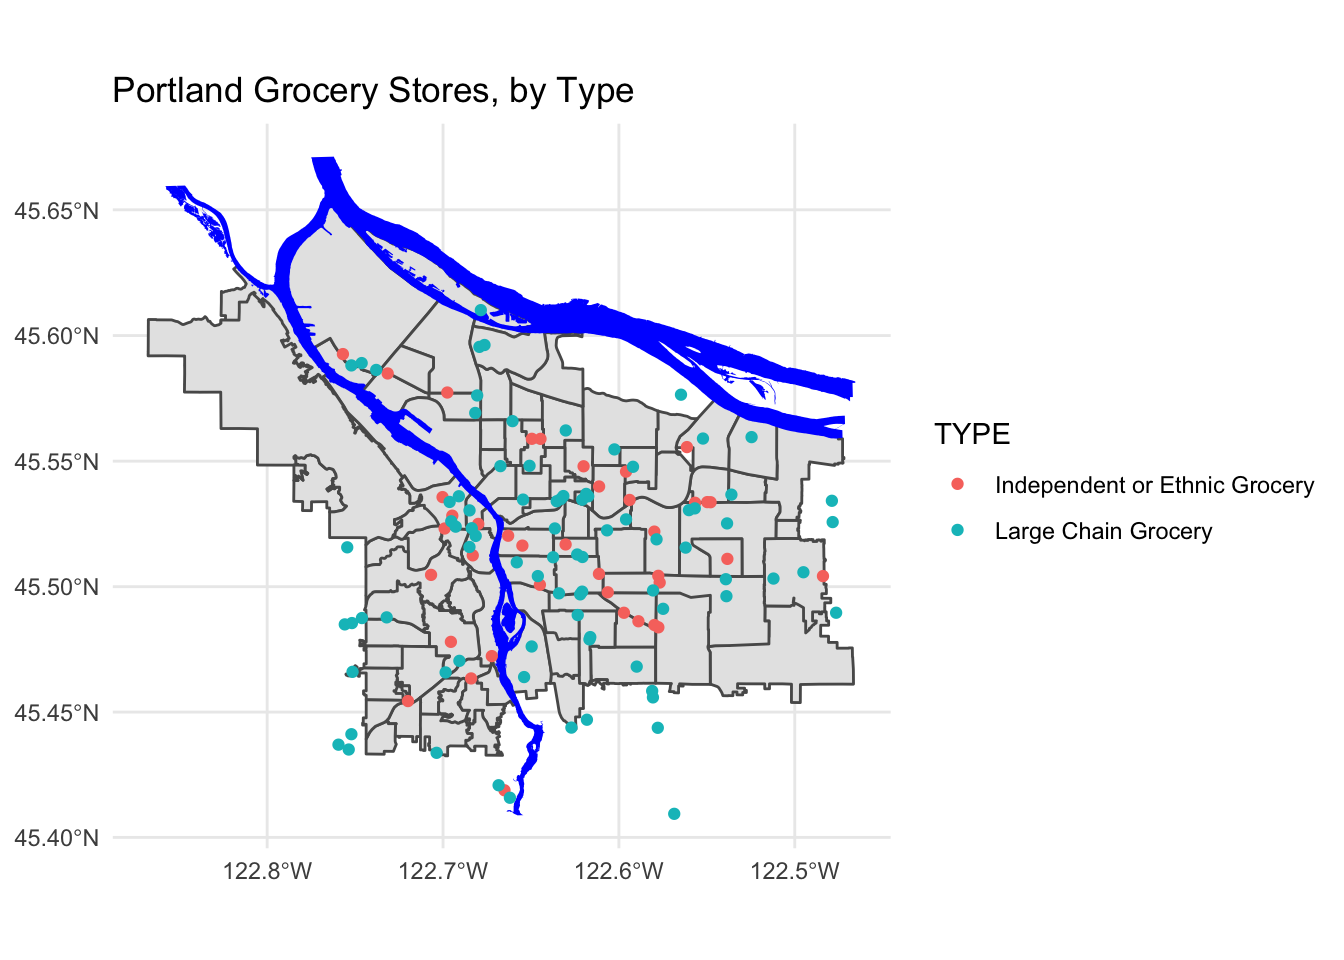 Portland Grocery Stores, by Type
45.65°N
45.60°N
45.55°N
45.50°N
45.45°N
45.40°N
122.8°W
122.7°W
122.6°W
122.5°W
TYPE
Independent or Ethnic Grocery
Large Chain Grocery